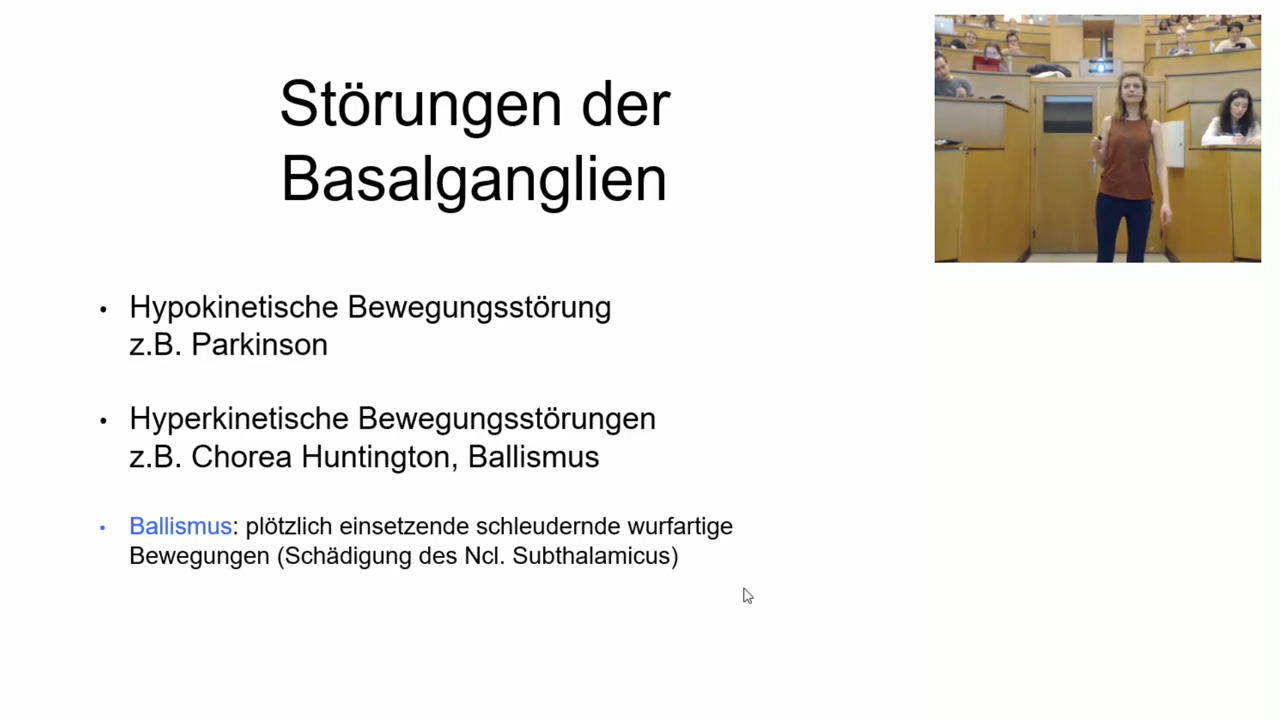 Störungen der
Basalganglien
• Hypokinetische Bewegungsstörung
z.B. Parkinson
• Hyperkinetische Bewegungsstörungen
z.B. Chorea Huntington, Ballismus
• Ballismus: plötzlich einsetzende schleudernde wurfartige
Bewegungen (Schädigung des Ncl. Subthalamicus)